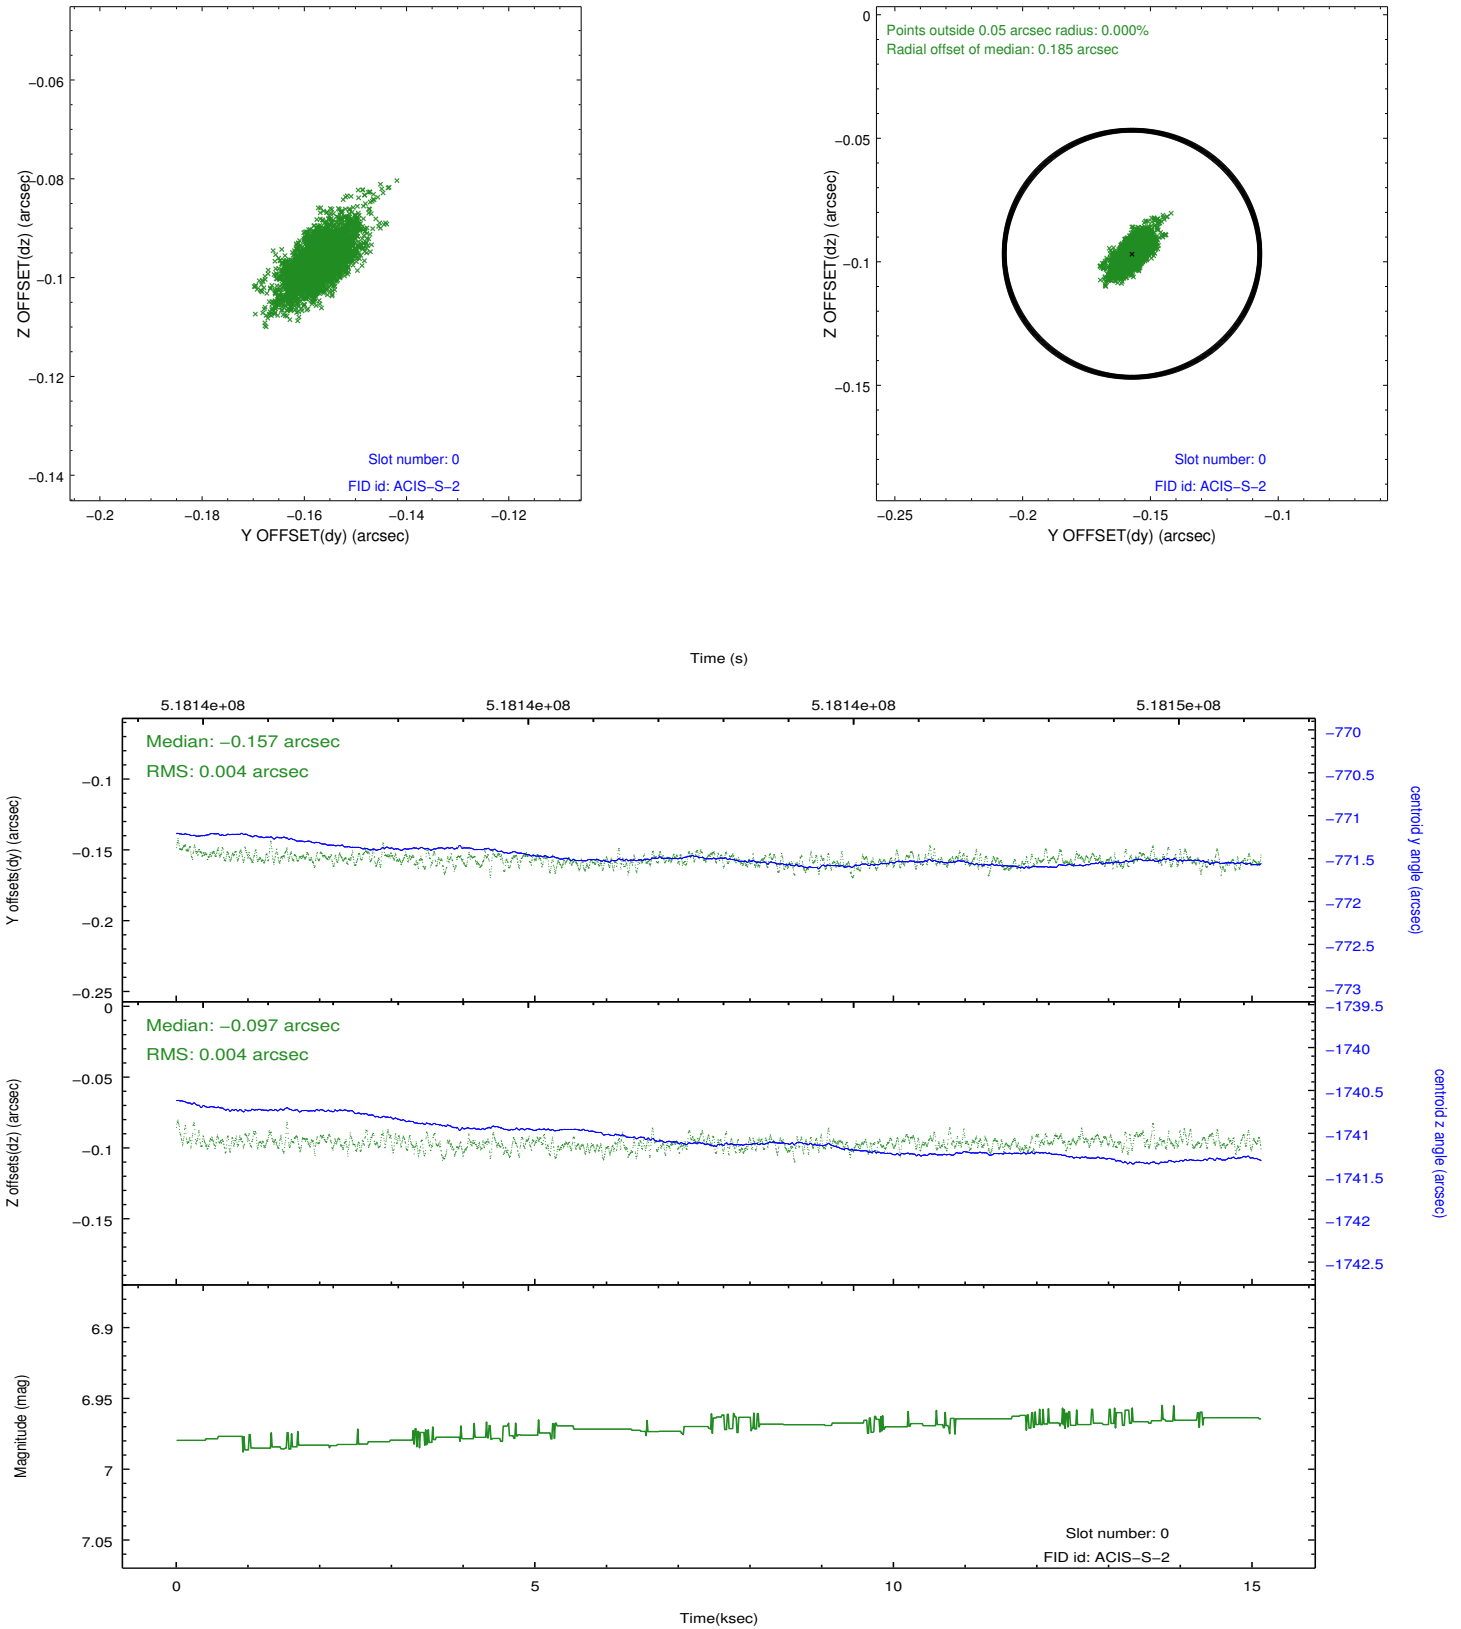 −0.06
−0.08
−0.1
−0.12
−0.14
Z OFFSET(dz) (arcsec)
Slot number: 0
FID id: ACIS−S−2
−0.2
−0.18
−0.16
−0.14
−0.12
Y OFFSET(dy) (arcsec)
Points outside 0.05 arcsec radius: 0.000%
Radial offset of median: 0.185 arcsec
0
−0.05
−0.1
−0.15
Z OFFSET(dz) (arcsec)
Slot number: 0
FID id: ACIS−S−2
−0.25
−0.2
−0.15
−0.1
Y OFFSET(dy) (arcsec)
Time (s)
5.1814e+08
5.1814e+08
5.1814e+08
5.1815e+08
Median: −0.157 arcsec
RMS: 0.004 arcsec
−0.1
−0.15
−0.2
−0.25
Y offsets(dy) (arcsec)
−770
−770.5
−771
−771.5
−772
−772.5
−773
centroid y angle (arcsec)
Median: −0.097 arcsec
RMS: 0.004 arcsec
0
−0.05
−0.1
−0.15
Z offsets(dz) (arcsec)
−1739.5
−1740
−1740.5
−1741
−1741.5
−1742
−1742.5
centroid z angle (arcsec)
6.9
6.95
7
7.05
Magnitude (mag)
Slot number: 0
FID id: ACIS−S−2
0
5
10
15
Time(ksec)